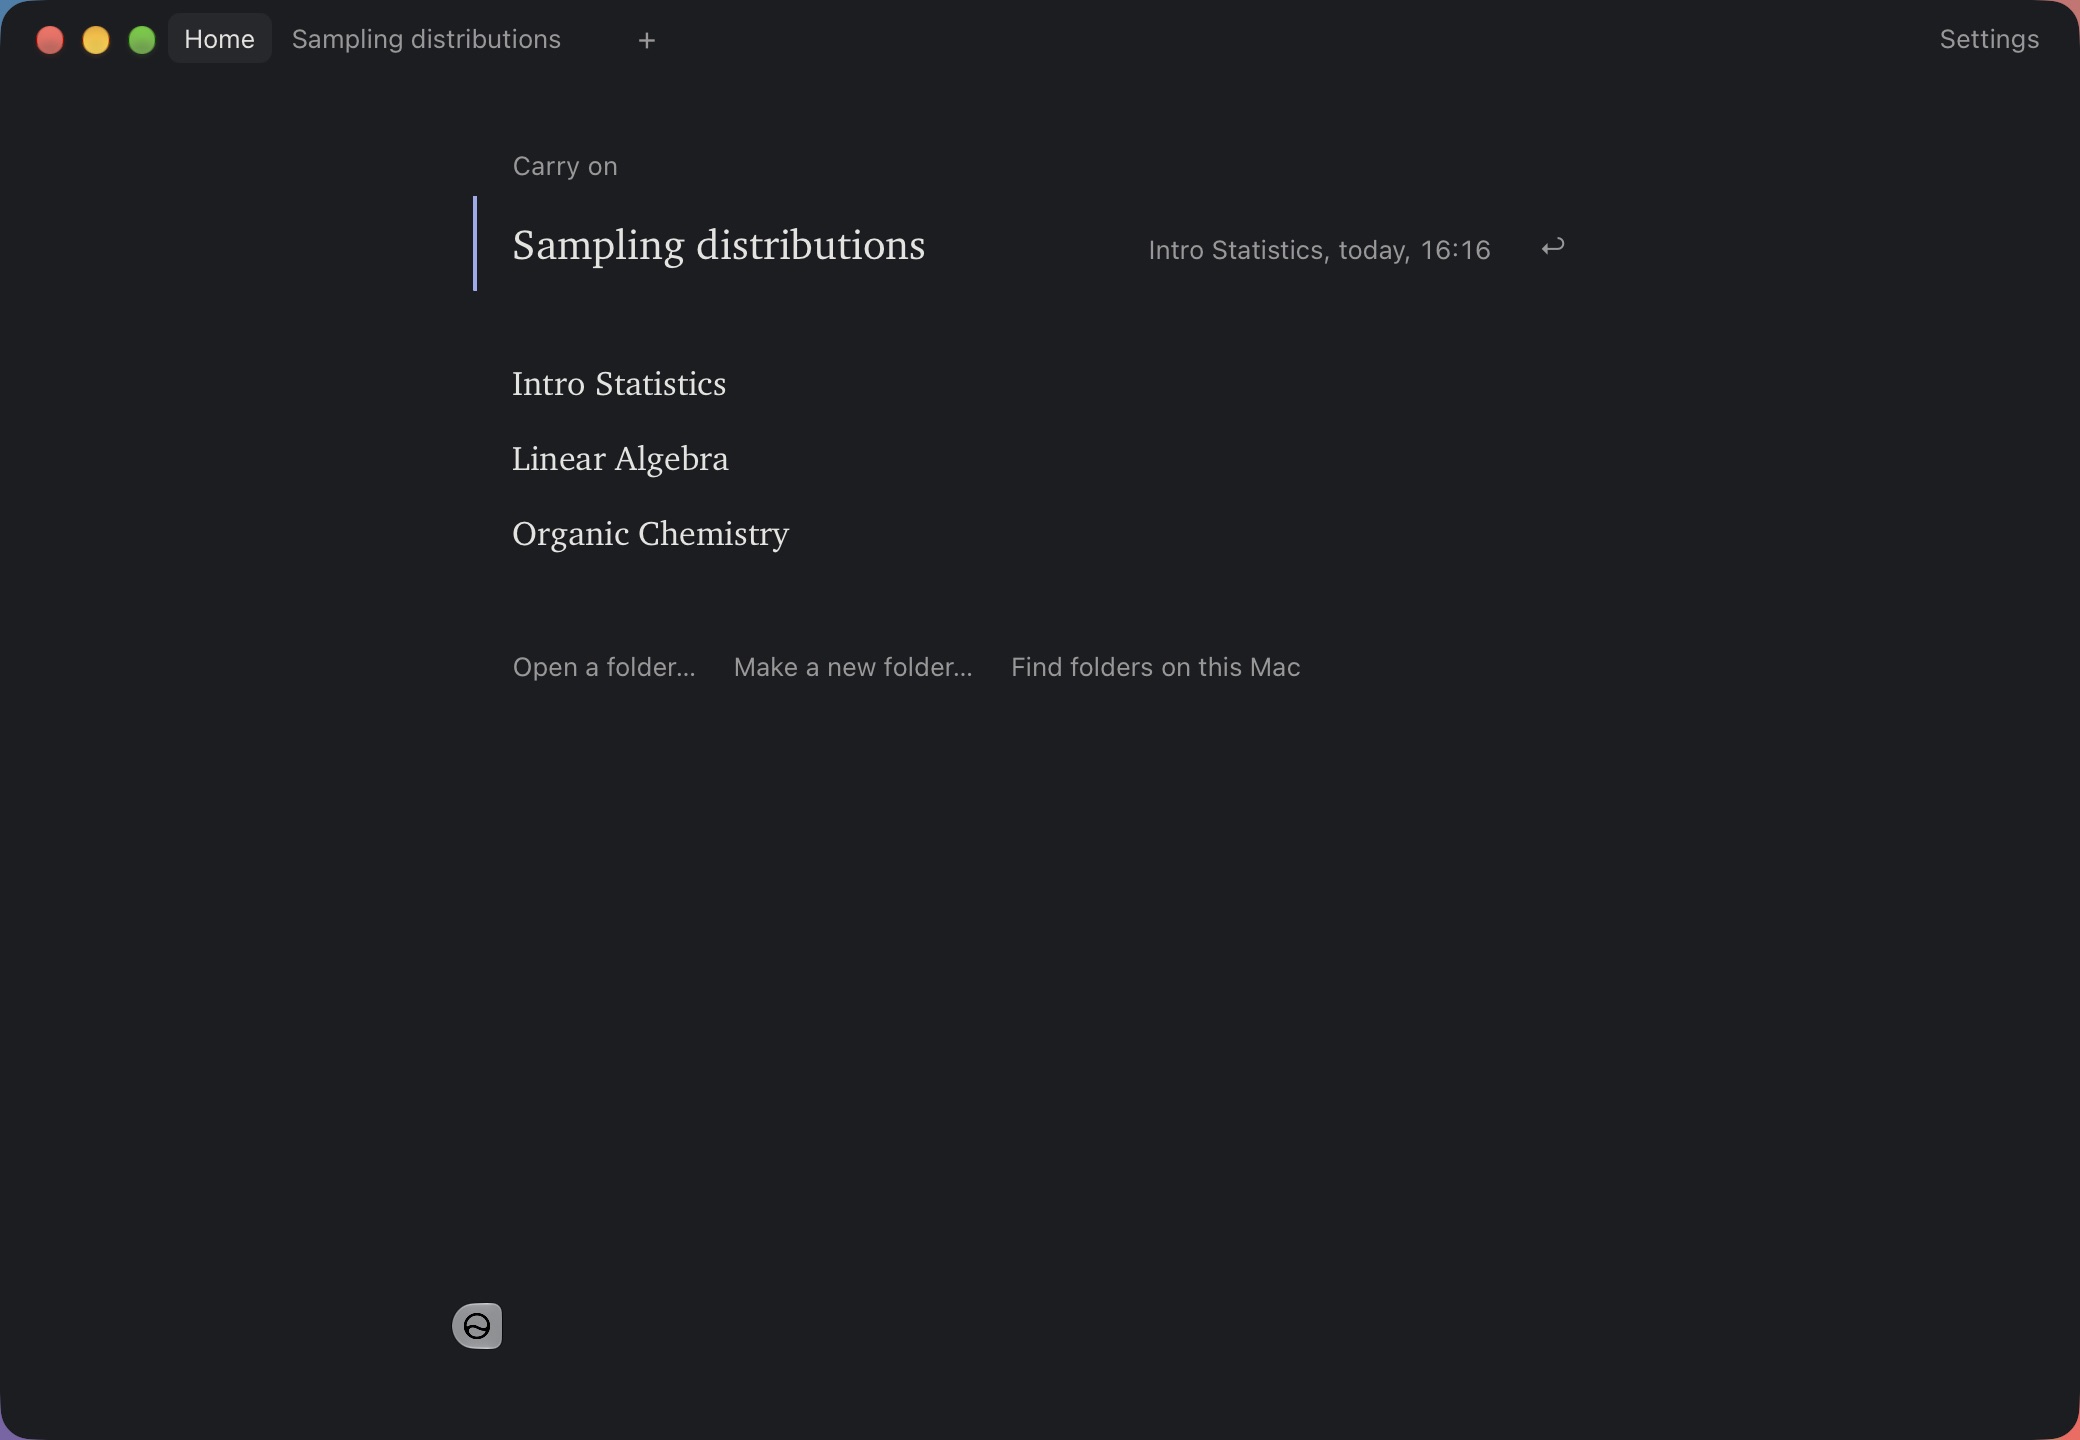 Home Sampling distributions + Settings
Carry on
Sampling distributions Intro Statistics, today, 16:16
Intro Statistics
Linear Algebra
Organic Chemistry
Open a folder... Make a new folder... Find folders on this Mac